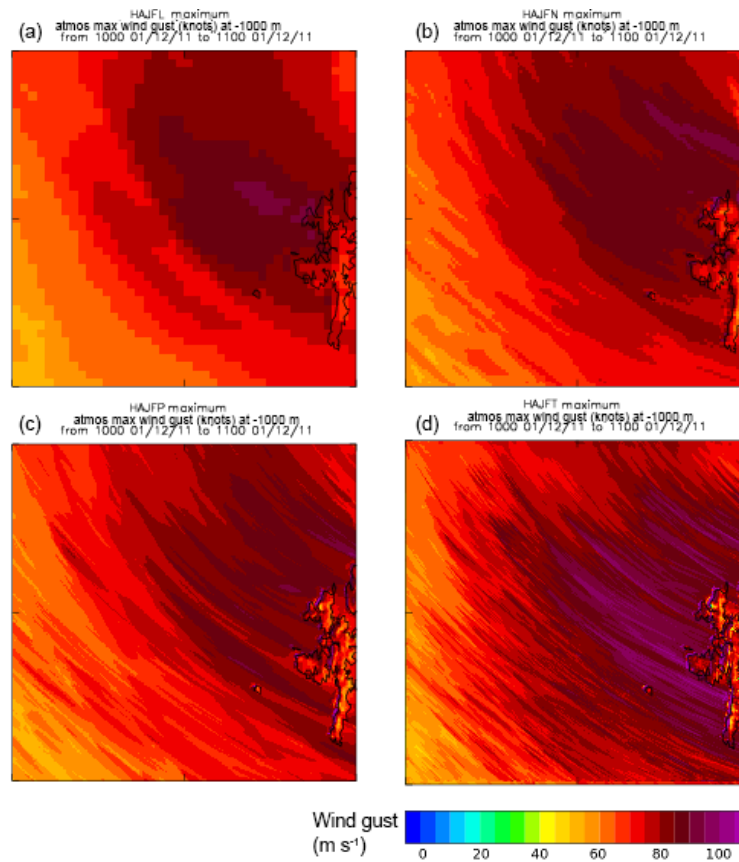 HAJFL maximum
(a) atmos max wind gust (knots) at -1000 m
from 1000 01/12/11 to 1100 01/12/11
HAJFN maximum
(b) atmos max wind gust (knots) at -1000 m
from 1000 01/12/11 to 1100 01/12/11
HAJFP maximum
(c) atmos max wind gust (knots) at -1000 m
from 1000 01/12/11 to 1100 01/12/11
HAJFT maximum
(d) atmos max wind gust (knots) at -1000 m
from 1000 01/12/11 to 1100 01/12/11
Wind gust
(m s⁻¹)
0 20 40 60 80 100